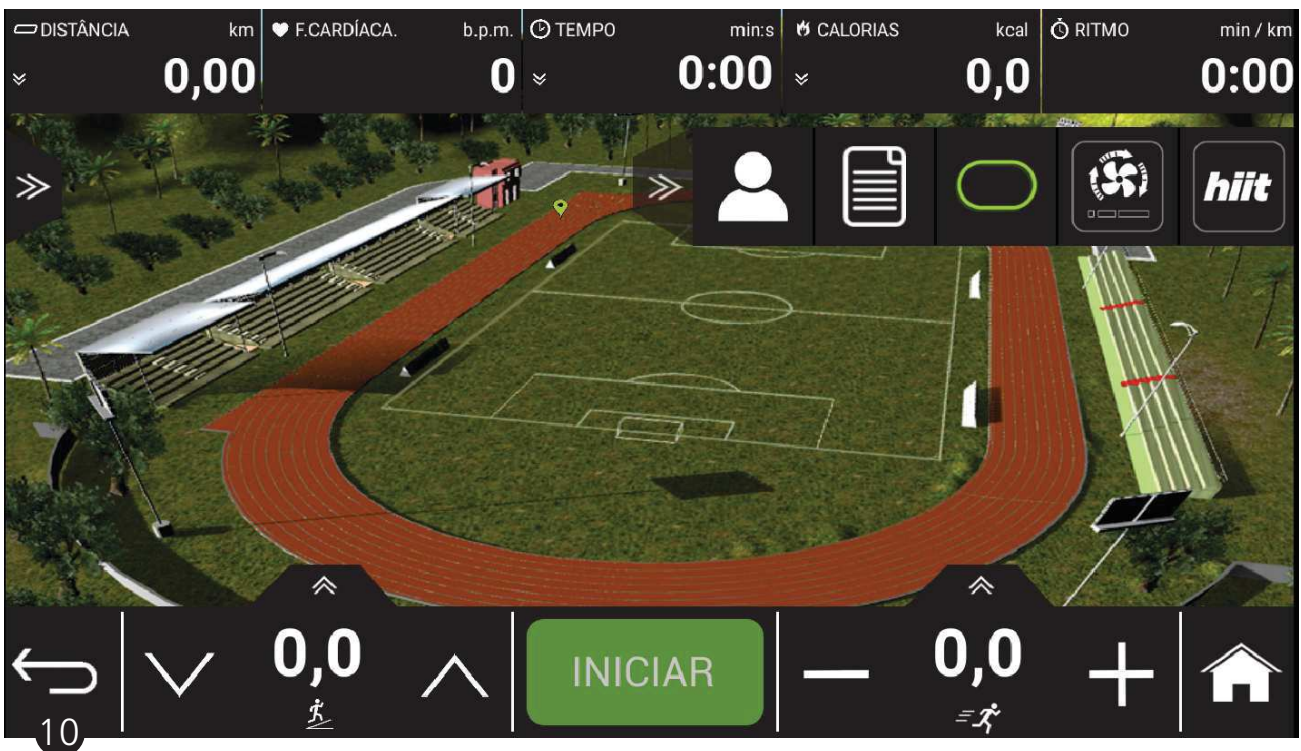 DISTÂNCIA km
0,00
F.CARDÍACA. b.p.m.
0
TEMPO min:s
0:00
CALORIAS kcal
0,0
RITMO min / km
0:00
hiit
0,0
INICIAR
0,0
10